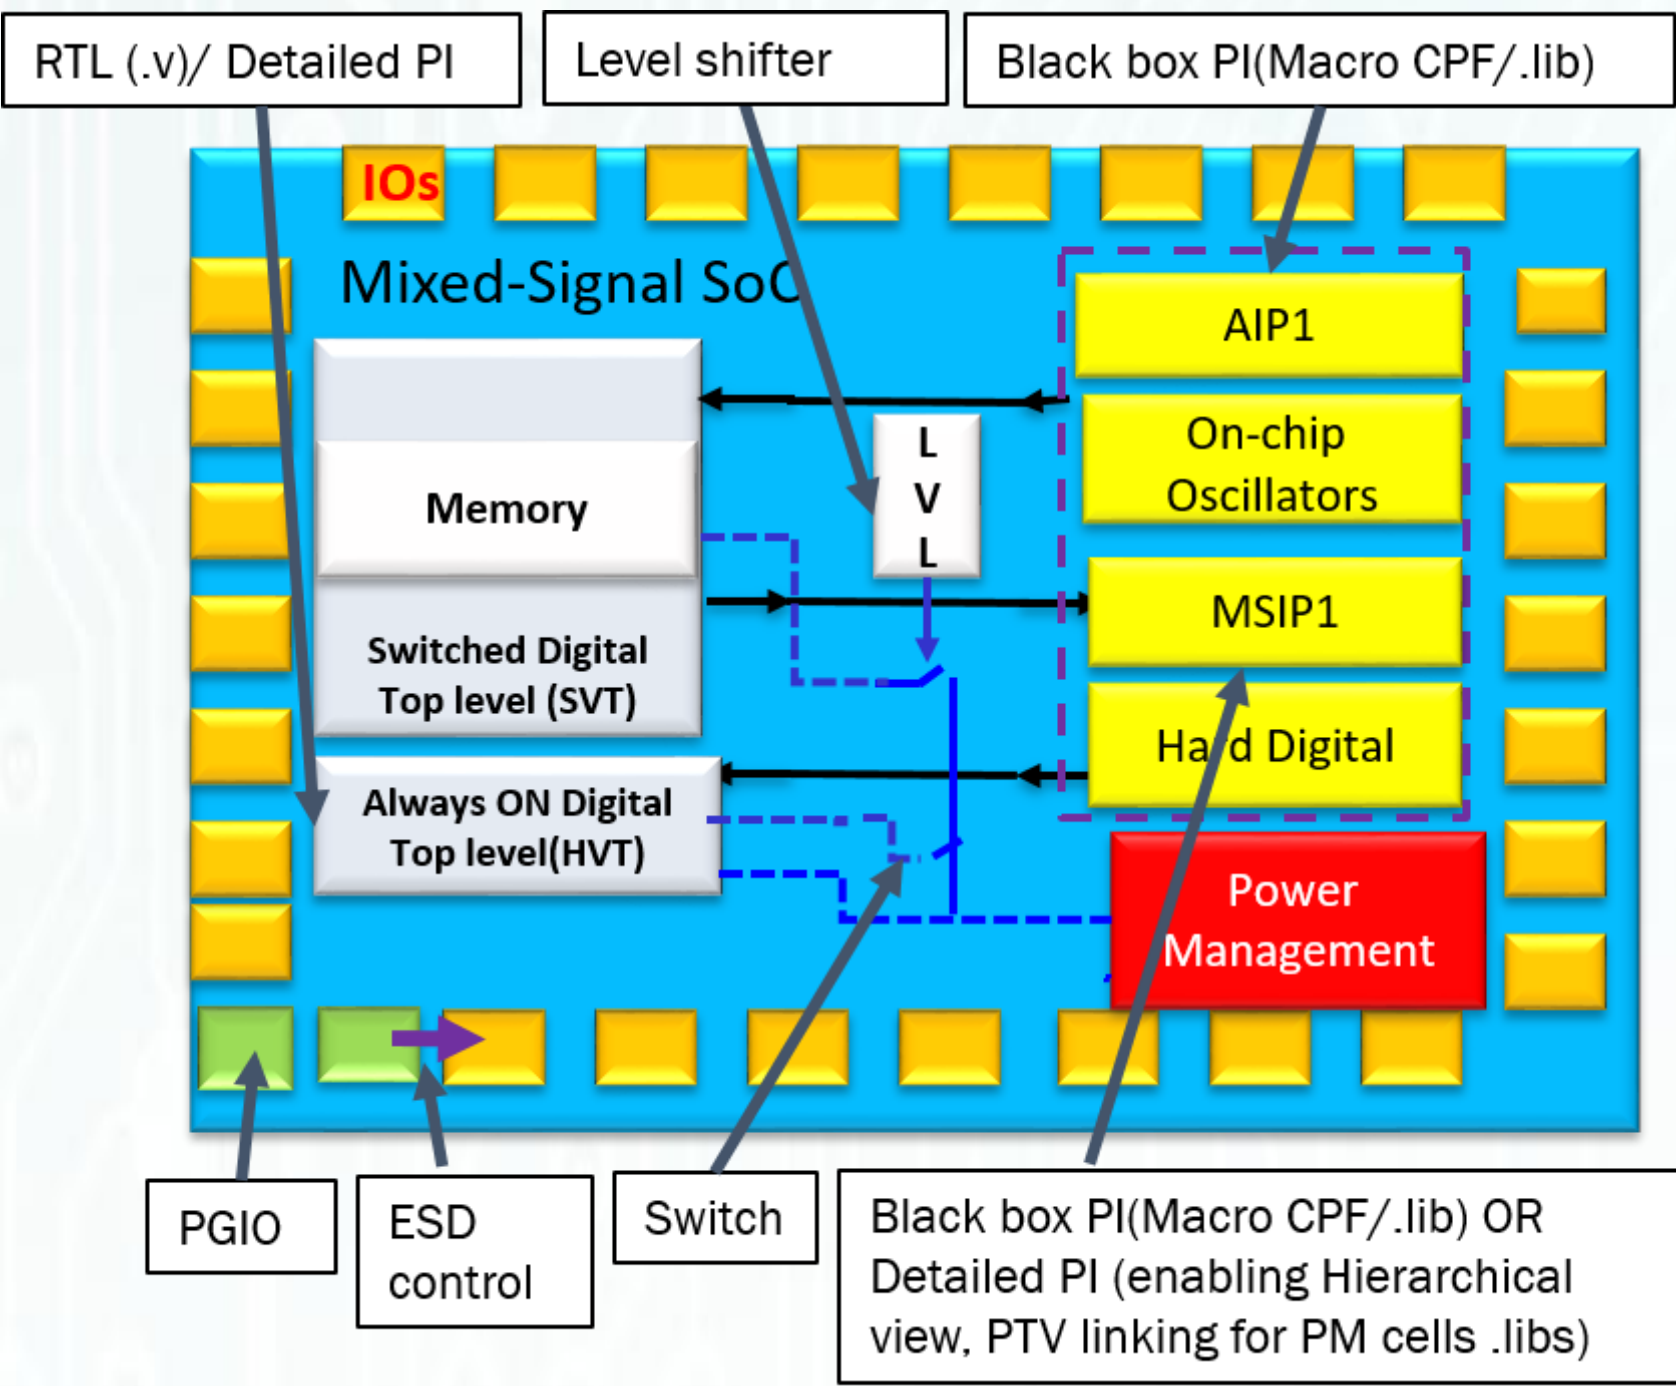 RTL (.v)/ Detailed PI
Level shifter
Black box PI(Macro CPF/.lib)
IOs
Mixed-Signal SoC
AIP1
On-chip
Oscillators
L
V
L
Memory
MSIP1
Switched Digital
Top level (SVT)
Hard Digital
Always ON Digital
Top level(HVT)
Power
Management
PGIO
ESD
control
Switch
Black box PI(Macro CPF/.lib) OR
Detailed PI (enabling Hierarchical
view, PTV linking for PM cells .libs)